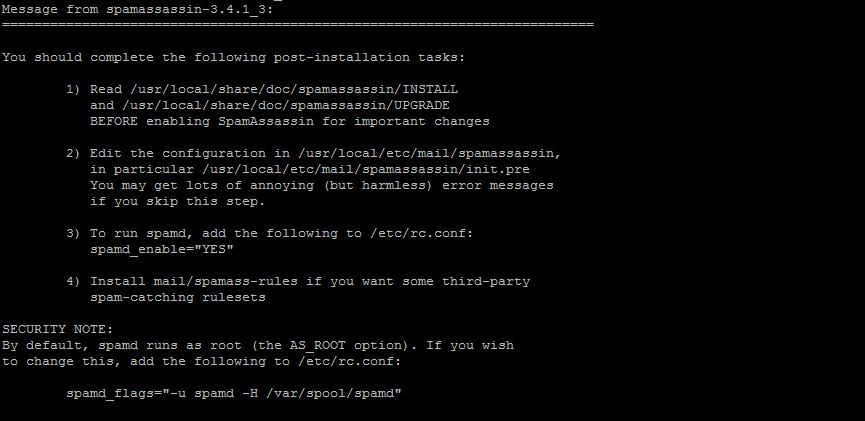 Message from spamassassin-3.4.1_3:
==========================================================================
You should complete the following post-installation tasks:
1) Read /usr/local/share/doc/spamassassin/INSTALL
and /usr/local/share/doc/spamassassin/UPGRADE
BEFORE enabling SpamAssassin for important changes
2) Edit the configuration in /usr/local/etc/mail/spamassassin,
in particular /usr/local/etc/mail/spamassassin/init.pre
You may get lots of annoying (but harmless) error messages
if you skip this step.
3) To run spamd, add the following to /etc/rc.conf:
spamd_enable="YES"
4) Install mail/spamass-rules if you want some third-party
spam-catching rulesets
SECURITY NOTE:
By default, spamd runs as root (the AS_ROOT option). If you wish
to change this, add the following to /etc/rc.conf:
spamd_flags="-u spamd -H /var/spool/spamd"